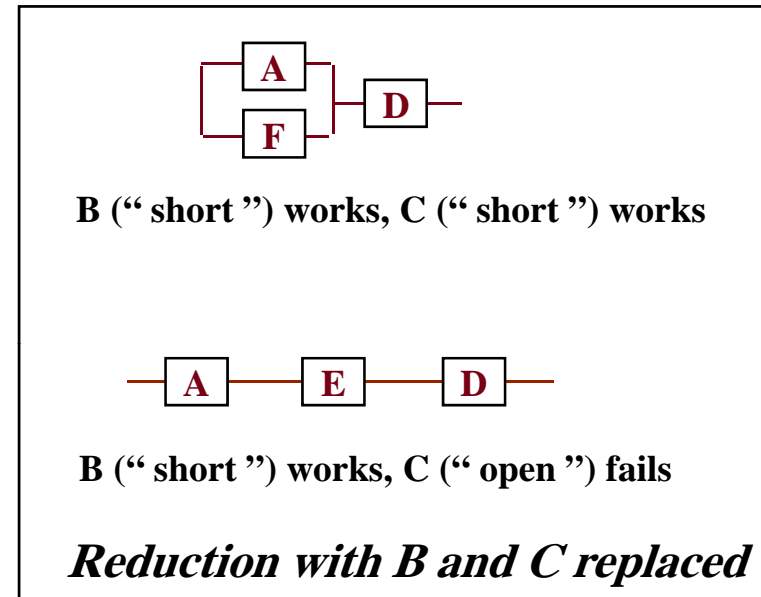 A
F
D
B (“ short ”) works, C (“ short ”) works
A E D
B (“ short ”) works, C (“ open ”) fails
Reduction with B and C replaced